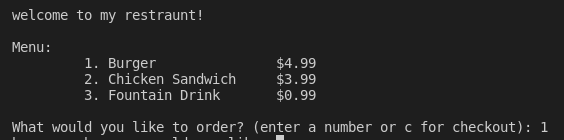 welcome to my restraunt!
Menu:
1. Burger $4.99
2. Chicken Sandwich $3.99
3. Fountain Drink $0.99
What would you like to order? (enter a number or c for checkout): 1